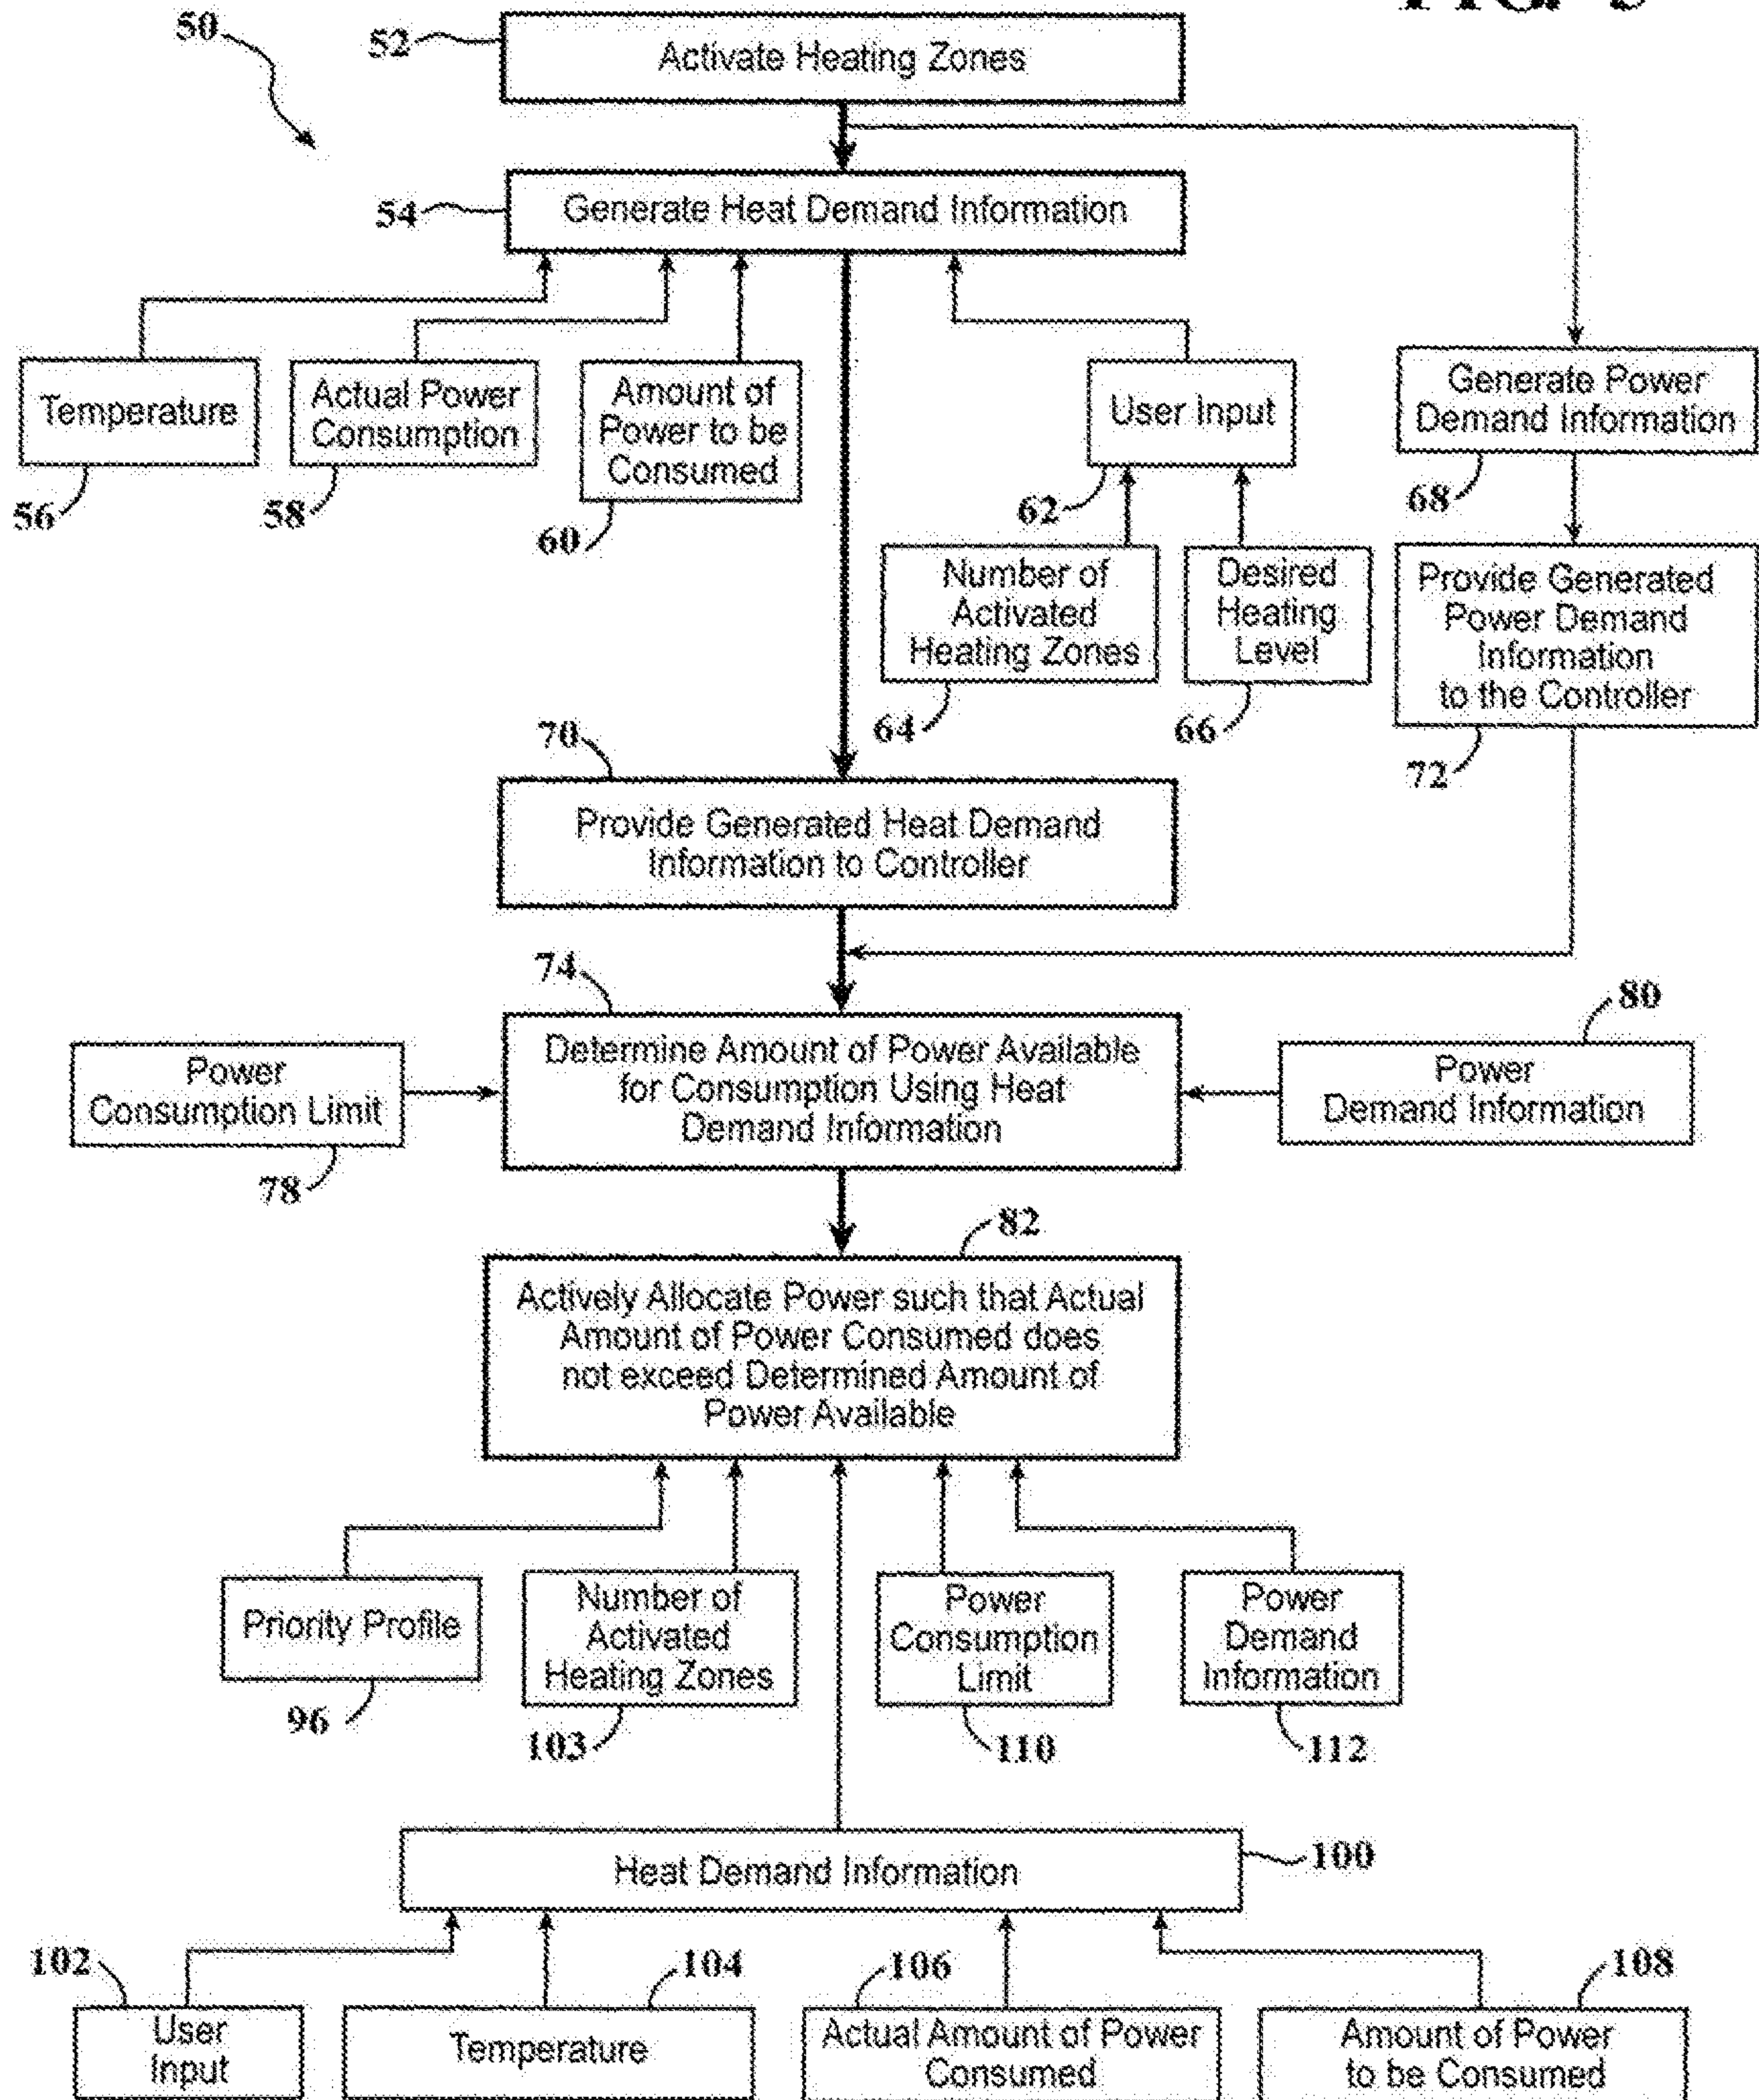 50
52
Activate Heating Zones
54
Generate Heat Demand Information
Temperature
56
Actual Power
Consumption
58
Amount of
Power to be
Consumed
60
User Input
62
Generate Power
Demand Information
68
Number of
Activated
Heating Zones
64
Desired
Heating
Level
66
Provide Generated
Power Demand
Information
to the Controller
72
70
Provide Generated Heat Demand
Information to Controller
74
Determine Amount of Power Available
for Consumption Using Heat
Demand Information
Power
Consumption Limit
78
80
Power
Demand Information
82
Actively Allocate Power such that Actual
Amount of Power Consumed does
not exceed Determined Amount of
Power Available
Priority Profile
96
Number of
Activated
Heating Zones
103
Power
Consumption
Limit
110
Power
Demand
Information
112
Heat Demand Information
100
102
User
Input
104
Temperature
106
Actual Amount of Power
Consumed
108
Amount of Power
to be Consumed